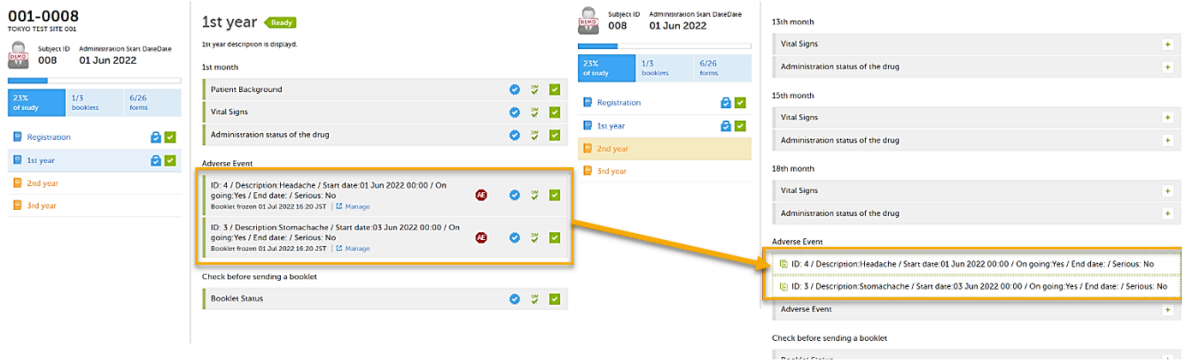 001-0008
TOKYO TEST SITE 001
DEMO
Subject ID Administration Start DateDate
008 01 Jun 2022
23% of study
1/3 booklets
6/26 forms
Registration
1st year
2nd year
3rd year
1st year Ready
1st year description is displayed.
1st month
Patient Background
Vital Signs
Administration status of the drug
Adverse Event
ID: 4 / Description:Headache / Start date:01 Jun 2022 00:00 / On
going:Yes / End date: / Serious: No
Booklet frozen 01 Jul 2022 16:20 JST | Manage
AE
ID: 3 / Description:Stomachache / Start date:03 Jun 2022 00:00 / On
going:Yes / End date: / Serious: No
Booklet frozen 01 Jul 2022 16:20 JST | Manage
AE
Check before sending a booklet
Booklet Status
DEMO
Subject ID Administration Start DateDate
008 01 Jun 2022
23% of study
1/3 booklets
6/26 forms
Registration
1st year
2nd year
3rd year
13th month
Vital Signs
Administration status of the drug
15th month
Vital Signs
Administration status of the drug
18th month
Vital Signs
Administration status of the drug
Adverse Event
ID: 4 / Description:Headache / Start date:01 Jun 2022 00:00 / On going:Yes / End date: / Serious: No
ID: 3 / Description:Stomachache / Start date:03 Jun 2022 00:00 / On going:Yes / End date: / Serious: No
Adverse Event
Check before sending a booklet